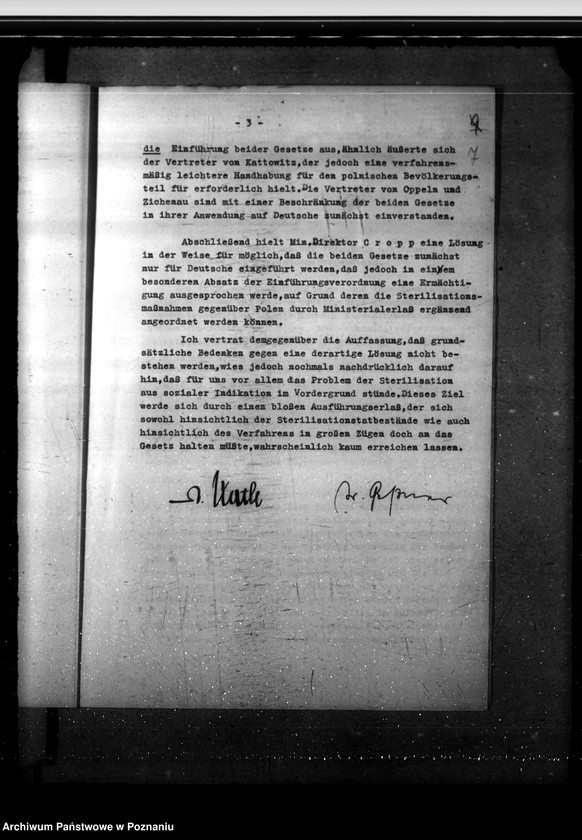 - 3 -
7
die Einführung beider Gesetze aus,ähnlich äußerte sich
der Vertreter von Kattowitz,der jedoch eine verfahrens-
mäßig leichtere Handhabung für den polnischen Bevölkerungs-
teil für erforderlich hielt.Die Vertreter von Oppeln und
Zichenau sind mit einer Beschränkung der beiden Gesetze
in ihrer Anwendung auf Deutsche zunächst einverstanden.
Abschließend hielt Min.Direktor C r o p p eine Lösung
in der Weise für möglich,daß die beiden Gesetze zunächst
nur für Deutsche eingeführt werden,daß jedoch in einem
besonderen Absatz der Einführungsverordnung eine Ermächti-
gung ausgesprochen werde,auf Grund deren die Sterilisations-
maßnahmen gegenüber Polen durch Ministerialerlaß ergänzend
angeordnet werden können.
Ich vertrat demgegenüber die Auffassung,daß grund-
sätzliche Bedenken gegen eine derartige Lösung nicht be-
stehen werden,wies jedoch nochmals nachdrücklich darauf
hin,daß für uns vor allem das Problem der Sterilisation
aus sozialer Indikation im Vordergrund stünde.Dieses Ziel
werde sich durch einen bloßen Ausführungserlaß,der sich
sowohl hinsichtlich der Sterilisationstatbestände wie auch
hinsichtlich des Verfahrens in großen Zügen doch an das
Gesetz halten müßte,wahrscheinlich kaum erreichen lassen.
Archiwum Państwowe w Poznaniu